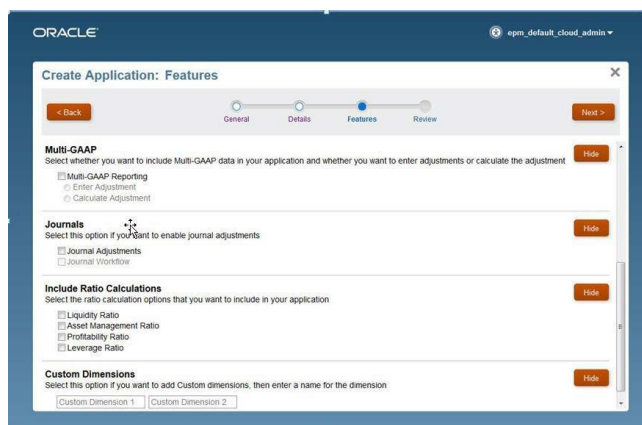 ORACLE
epm_default_cloud_admin
Create Application: Features
< Back
General
Details
Features
Review
Next >
Multi-GAAP
Select whether you want to include Multi-GAAP data in your application and whether you want to enter adjustments or calculate the adjustment
Hide
Multi-GAAP Reporting
Enter Adjustment
Calculate Adjustment
Journals
Select this option if you want to enable journal adjustments
Hide
Journal Adjustments
Journal Workflow
Include Ratio Calculations
Select the ratio calculation options that you want to include in your application
Hide
Liquidity Ratio
Asset Management Ratio
Profitability Ratio
Leverage Ratio
Custom Dimensions
Select this option if you want to add Custom dimensions, then enter a name for the dimension
Hide
Custom Dimension 1 Custom Dimension 2